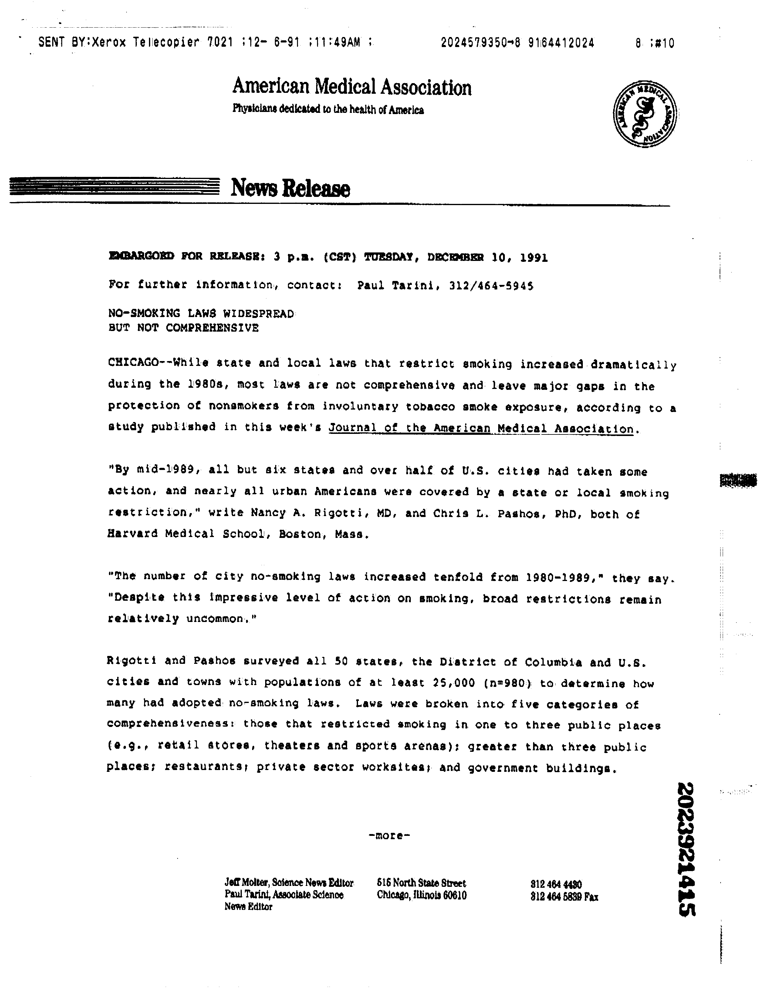 SENT BY:Xerox Telecopier 7021 ;12- 6-91 ;11:49AM ; 2024579350→8 9164412024 8 ;#10
American Medical Association
Physicians dedicated to the health of America
AMERICAN MEDICAL ASSOCIATION
News Release
EMBARGOED FOR RELEASE: 3 p.m. (CST) TUESDAY, DECEMBER 10, 1991
For further information, contact: Paul Tarini, 312/464-5945
NO-SMOKING LAWS WIDESPREAD
BUT NOT COMPREHENSIVE
CHICAGO--While state and local laws that restrict smoking increased dramatically
during the 1980s, most laws are not comprehensive and leave major gaps in the
protection of nonsmokers from involuntary tobacco smoke exposure, according to a
study published in this week's Journal of the American Medical Association.
"By mid-1989, all but six states and over half of U.S. cities had taken some
action, and nearly all urban Americans were covered by a state or local smoking
restriction," write Nancy A. Rigotti, MD, and Chris L. Pashos, PhD, both of
Harvard Medical School, Boston, Mass.
"The number of city no-smoking laws increased tenfold from 1980-1989," they say.
"Despite this impressive level of action on smoking, broad restrictions remain
relatively uncommon."
Rigotti and Pashos surveyed all 50 states, the District of Columbia and U.S.
cities and towns with populations of at least 25,000 (n=980) to determine how
many had adopted no-smoking laws. Laws were broken into five categories of
comprehensiveness: those that restricted smoking in one to three public places
(e.g., retail stores, theaters and sports arenas); greater than three public
places; restaurants; private sector worksites; and government buildings.
-more-
Jeff Molter, Science News Editor 515 North State Street 312 464 4430
Paul Tarini, Associate Science Chicago, Illinois 60610 312 464 5839 Fax
News Editor
2023921415